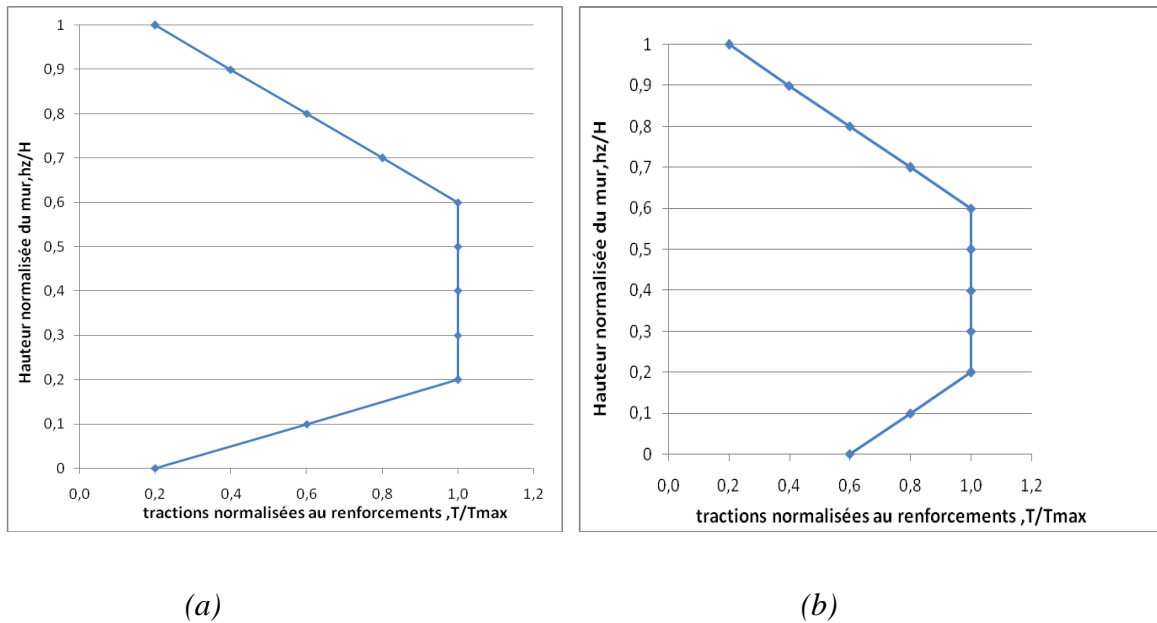 Hauteur normalisée du mur,hz/H
1
0,9
0,8
0,7
0,6
0,5
0,4
0,3
0,2
0,1
0
0,0 0,2 0,4 0,6 0,8 1,0 1,2
tractions normalisées au renforcements ,T/Tmax
(a)
Hauteur normalisée du mur,hz/H
1
0,9
0,8
0,7
0,6
0,5
0,4
0,3
0,2
0,1
0
0,0 0,2 0,4 0,6 0,8 1,0 1,2
tractions normalisées au renforcements ,T/Tmax
(b)